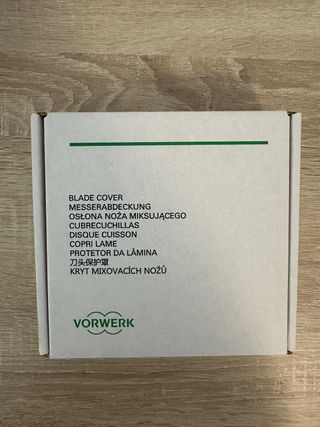 BLADE COVER
MESSERABDECKUNG
OSŁONA NOŻA MIKSUJĄCEGO
CUBRECUCHILLAS
DISQUE CUISSON
COPRI LAME
PROTETOR DA LÂMINA
刀头保护罩
KRYT MIXOVACÍCH NOŽŮ
VORWERK